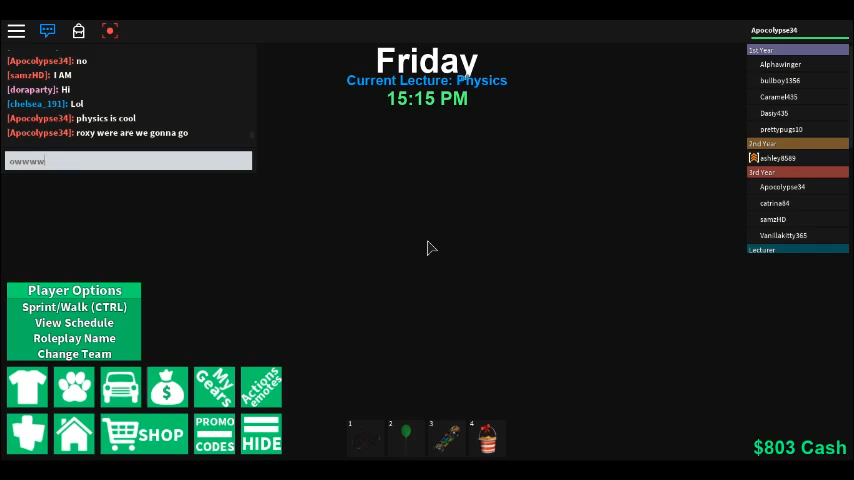 Apocolypse34
Friday
Current Lecture: Physics
15:15 PM
[Apocolypse34]: no
[samzHD]: I AM
[doraparty]: Hi
[chelsea_191]: Lol
[Apocolypse34]: physics is cool
[Apocolypse34]: roxy were are we gonna go
owwww
1st Year
Alphawinger
bullboy1356
Caramel435
Dasiy435
prettypugs10
2nd Year
ashley8589
3rd Year
Apocolypse34
catrina84
samzHD
Vanillakitty365
Lecturer
Player Options
Sprint/Walk (CTRL)
View Schedule
Roleplay Name
Change Team
My Gears
Actions emotes
SHOP
PROMO CODES
HIDE
1 2 3 4
$803 Cash